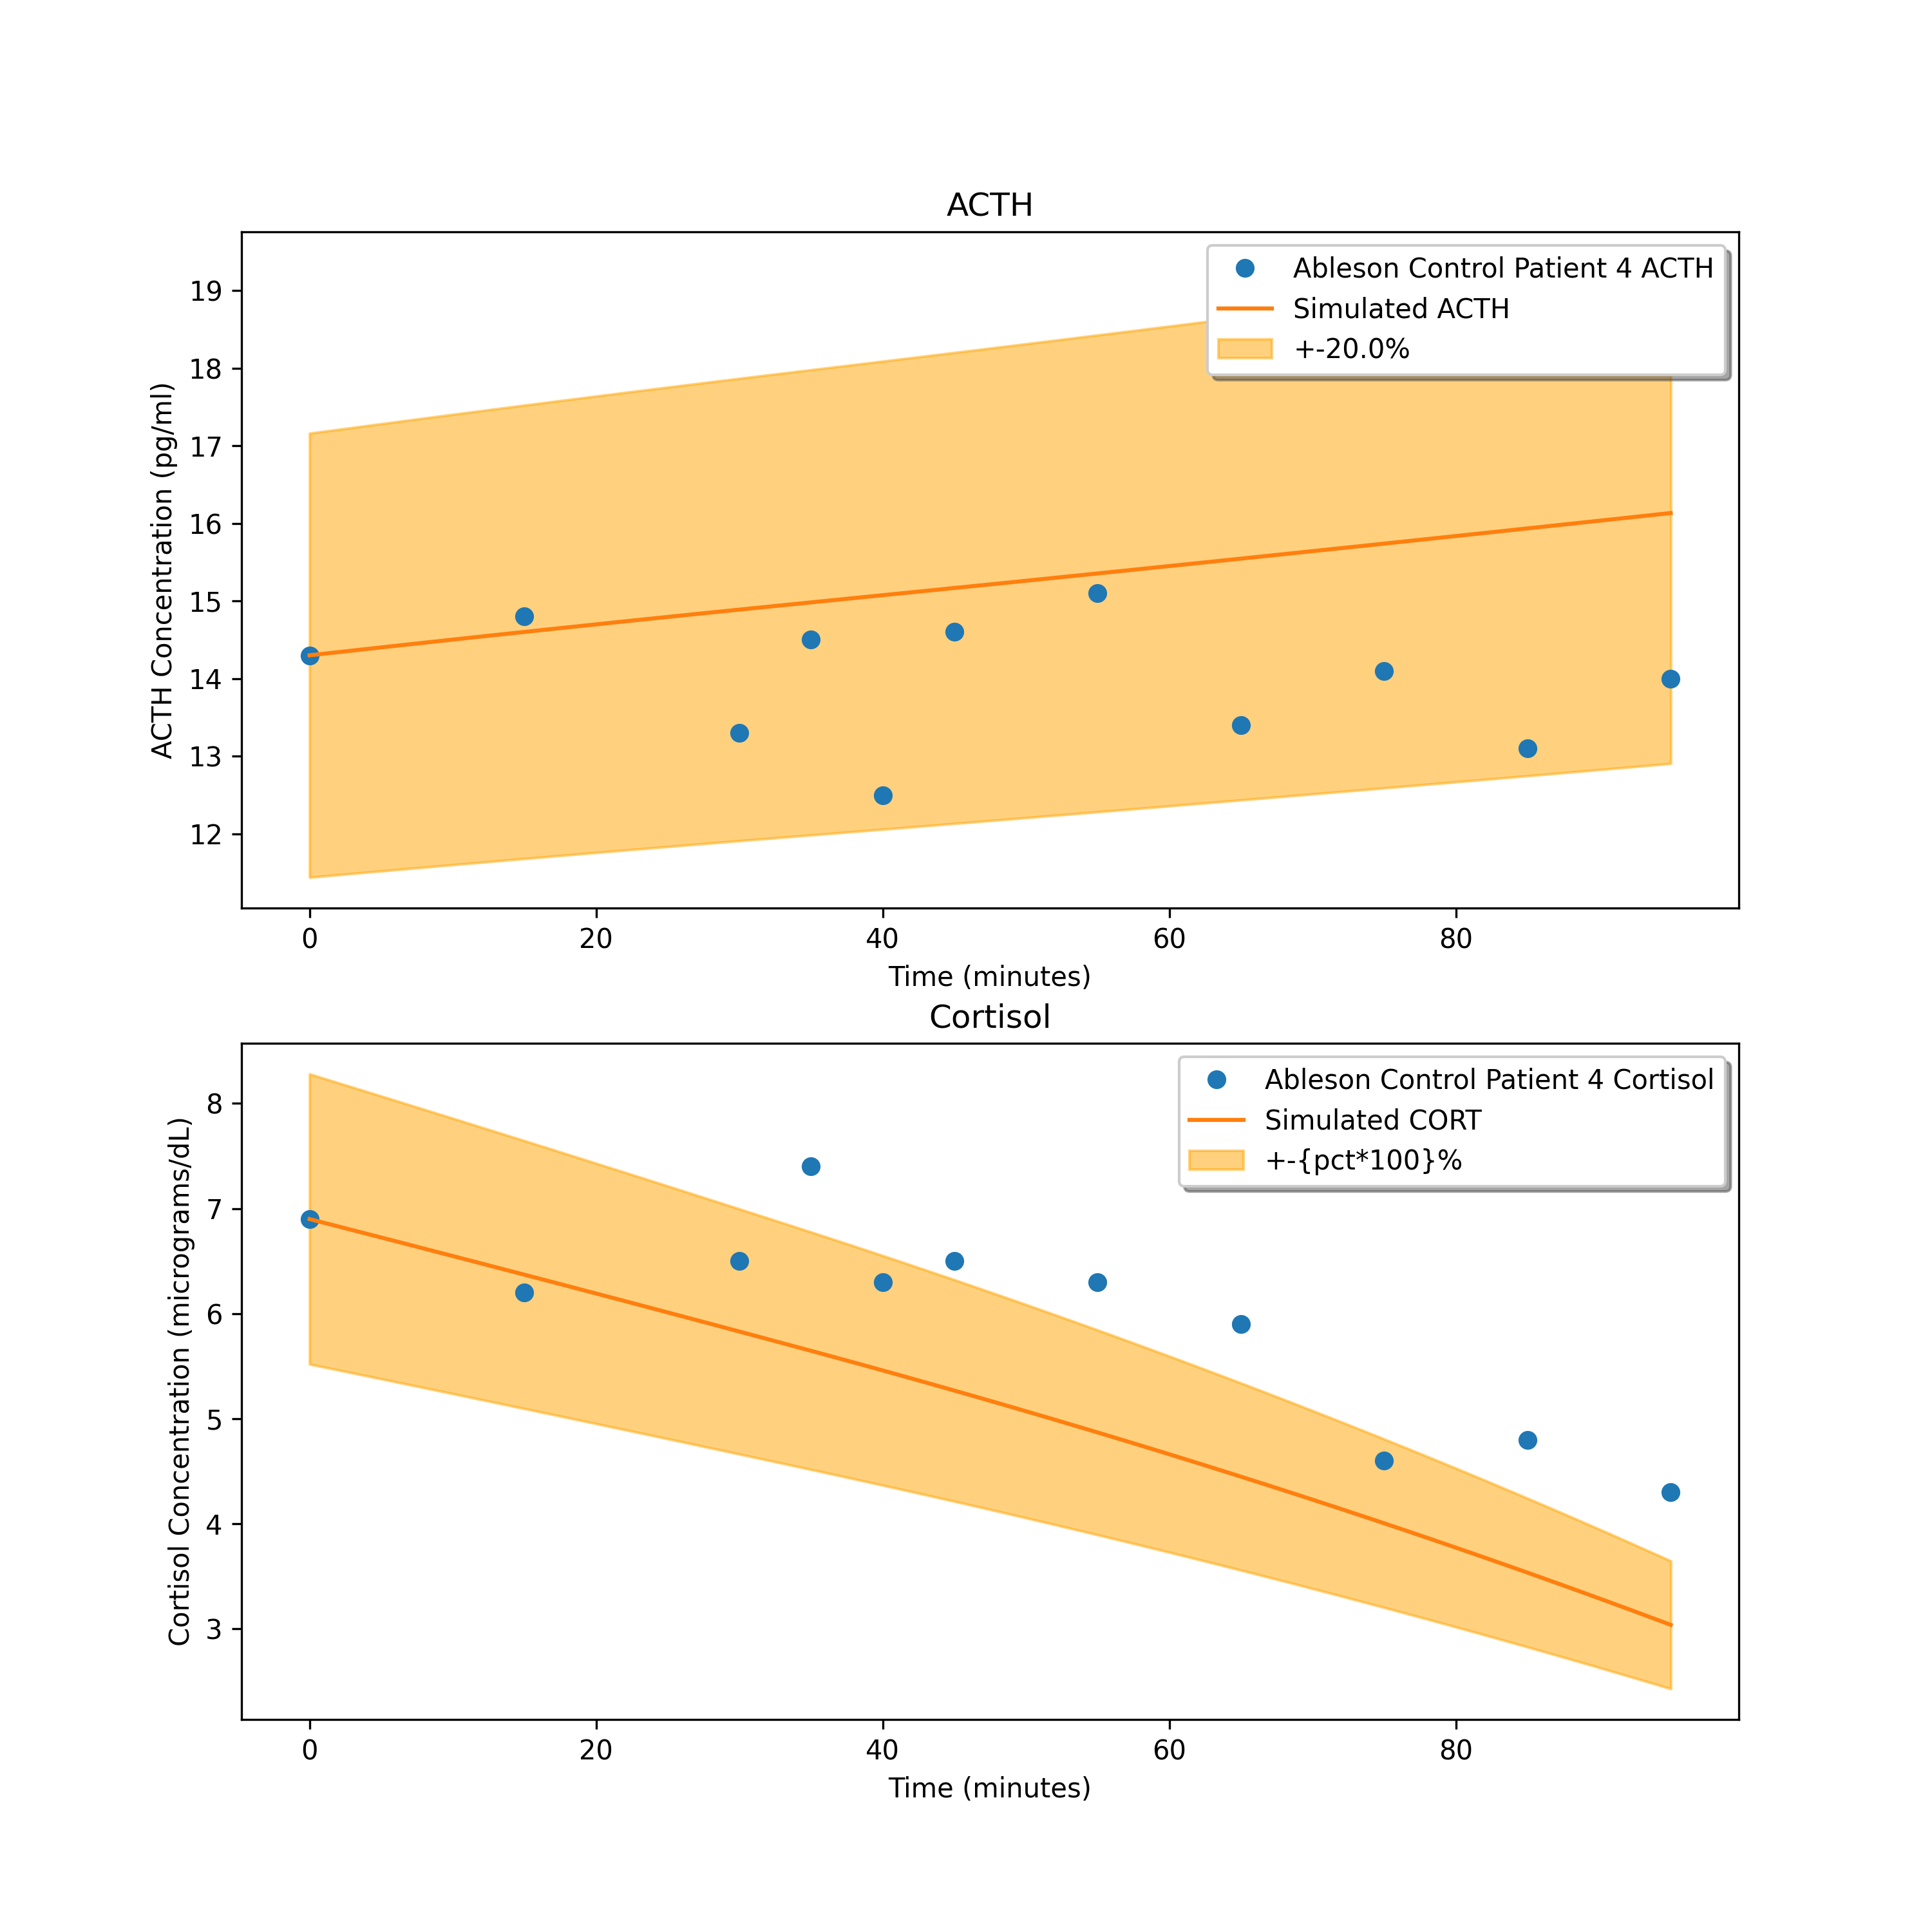 ACTH
Ableson Control Patient 4 ACTH
Simulated ACTH
+-20.0%
ACTH Concentration (pg/ml)
19
18
17
16
15
14
13
12
0 20 40 60 80
Time (minutes)
Cortisol
Ableson Control Patient 4 Cortisol
Simulated CORT
+-{pct*100}%
Cortisol Concentration (micrograms/dL)
8
7
6
5
4
3
0 20 40 60 80
Time (minutes)